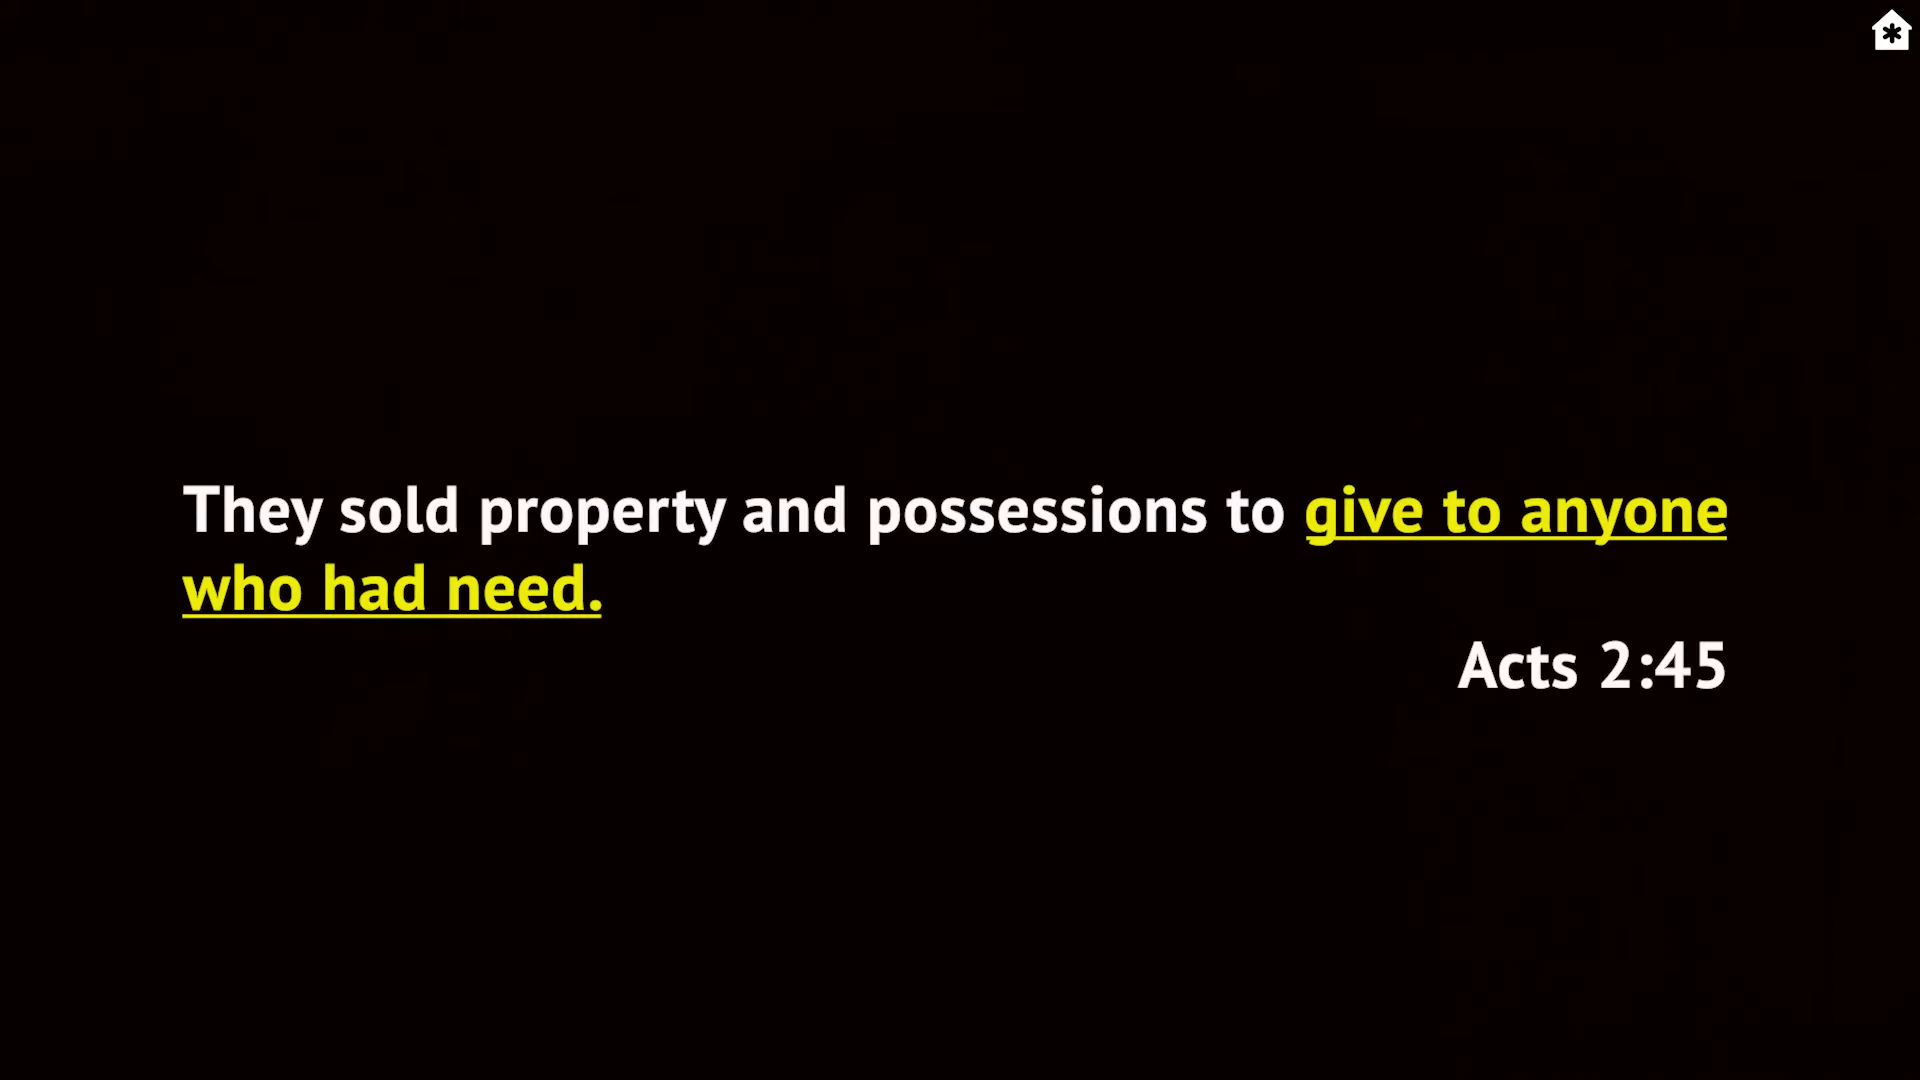 They sold property and possessions to give to anyone
who had need.
Acts 2:45